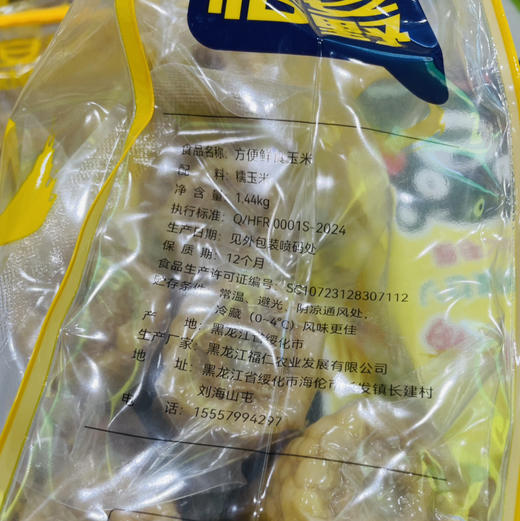 食品名称：方便鲜食玉米
配 料：糯玉米
净 含 量：1.44kg
执行标准：Q/HFR 0001S-2024
生产日期：见外包装喷码处
保 质 期：12个月
食品生产许可证编号：SC10723128307112
贮存条件：常温、避光、阴凉通风处，
冷藏（0-4℃）风味更佳
产 地：黑龙江省绥化市
生产厂家：黑龙江福仁农业发展有限公司
地 址：黑龙江省绥化市海伦市 发镇长建村
刘海山屯
电 话：15557994297